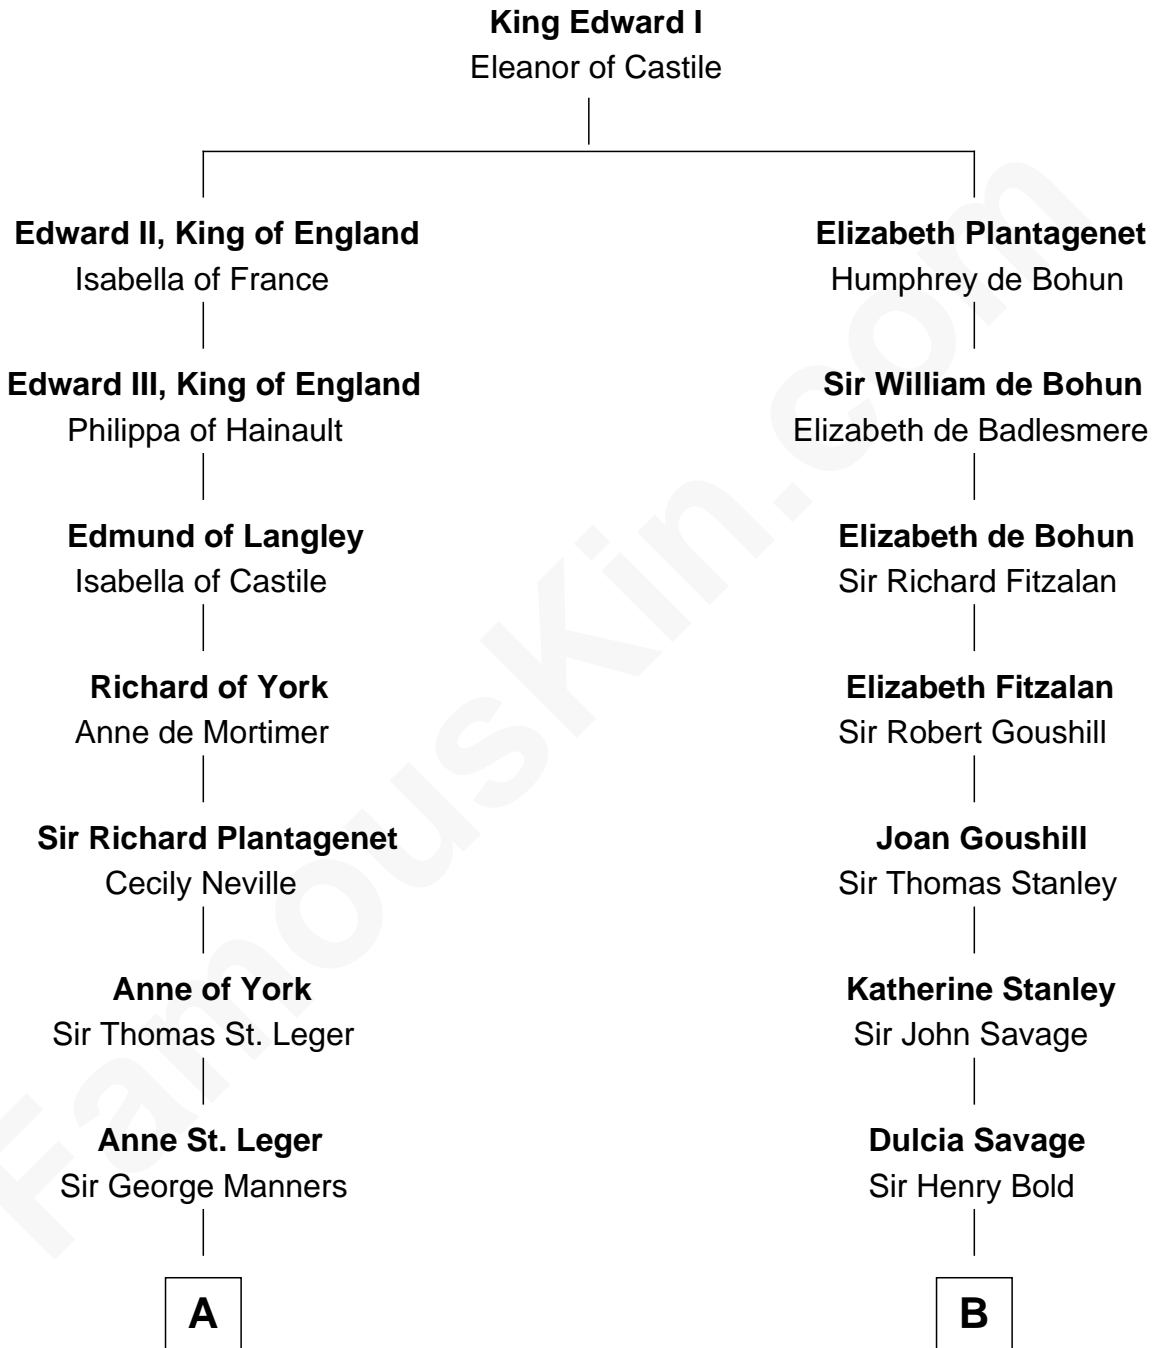 King Edward I
Eleanor of Castile
Edward II, King of England
Isabella of France
Elizabeth Plantagenet
Humphrey de Bohun
Edward III, King of England
Philippa of Hainault
Sir William de Bohun
Elizabeth de Badlesmere
Edmund of Langley
Isabella of Castile
Elizabeth de Bohun
Sir Richard Fitzalan
Richard of York
Anne de Mortimer
Elizabeth Fitzalan
Sir Robert Goushill
Sir Richard Plantagenet
Cecily Neville
Joan Goushill
Sir Thomas Stanley
Anne of York
Sir Thomas St. Leger
Katherine Stanley
Sir John Savage
Anne St. Leger
Sir George Manners
Dulcia Savage
Sir Henry Bold
A
B
FamousKin.com